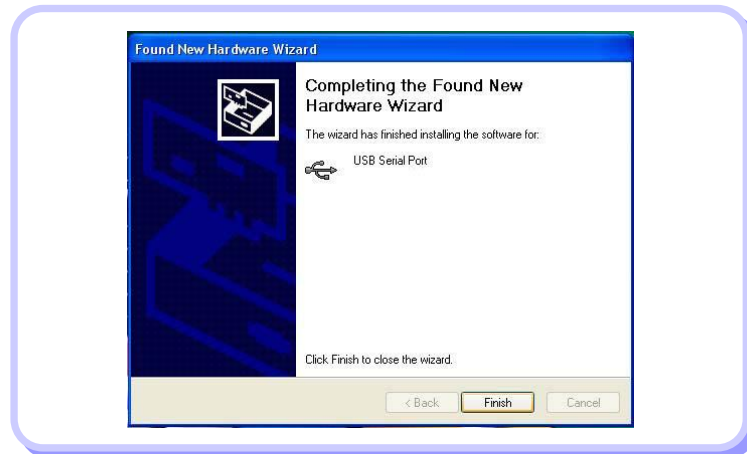 Found New Hardware Wizard
Completing the Found New
Hardware Wizard
The wizard has finished installing the software for:
USB Serial Port
Click Finish to close the wizard.
< Back Finish Cancel